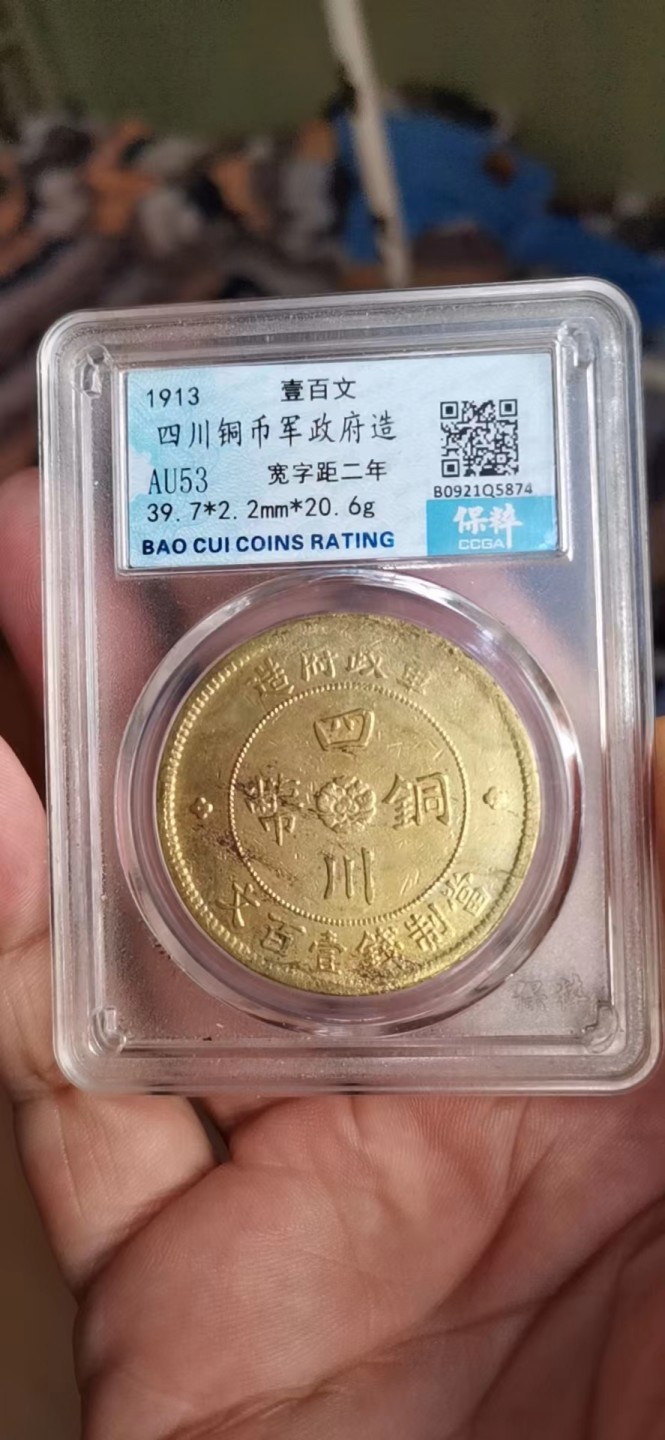 1913 壹百文
四川铜币军政府造
AU53 宽字距二年
B0921Q5874
39.7*2.2mm*20.6g
保粹
CCGA
BAO CUI COINS RATING
造府政軍
四
幣 銅
川
文百壹錢制當
保粹